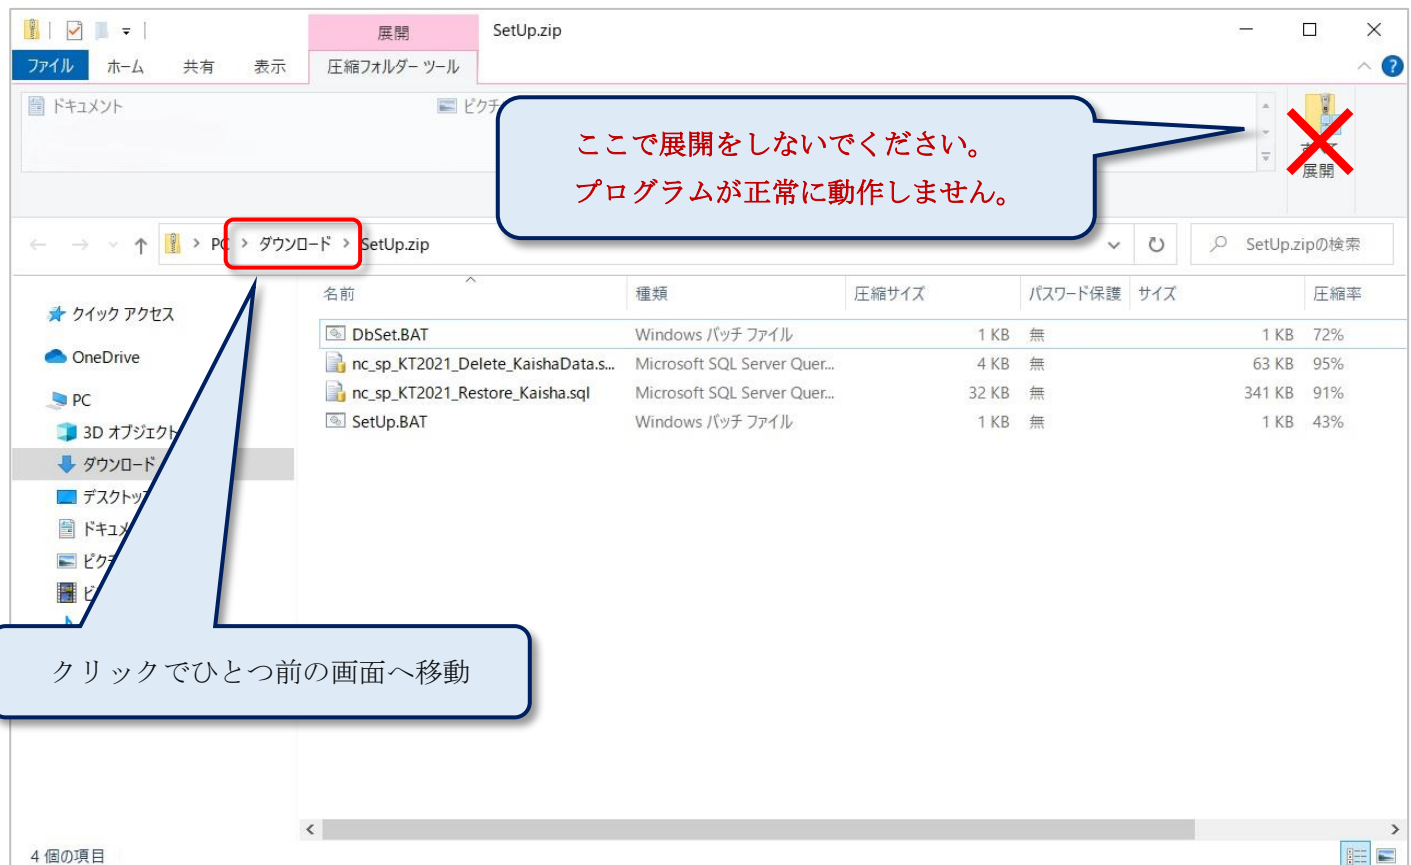 展開 SetUp.zip
ファイル ホーム 共有 表示 圧縮フォルダー ツール
ドキュメント ピクチ
ここで展開をしないでください。
プログラムが正常に動作しません。
展開
PC › ダウンロード › SetUp.zip
SetUp.zipの検索
名前 種類 圧縮サイズ パスワード保護 サイズ 圧縮率
DbSet.BAT Windows バッチ ファイル 1 KB 無 1 KB 72%
nc_sp_KT2021_Delete_KaishaData.s... Microsoft SQL Server Quer... 4 KB 無 63 KB 95%
nc_sp_KT2021_Restore_Kaisha.sql Microsoft SQL Server Quer... 32 KB 無 341 KB 91%
SetUp.BAT Windows バッチ ファイル 1 KB 無 1 KB 43%
クイック アクセス
OneDrive
PC
3D オブジェクト
ダウンロード
デスクトップ
ドキュメ
ピクチ
ビ
クリックでひとつ前の画面へ移動
4 個の項目